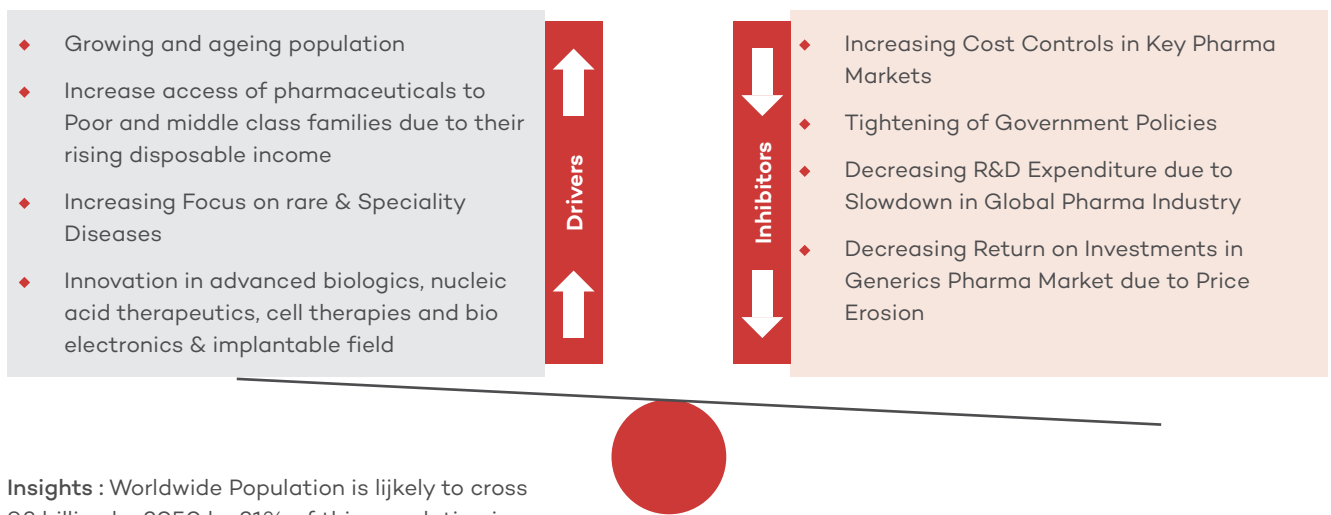 Growing and ageing population
Increase access of pharmaceuticals to
Poor and middle class families due to their
rising disposable income
Increasing Focus on rare & Speciality
Diseases
Innovation in advanced biologics, nucleic
acid therapeutics, cell therapies and bio
electronics & implantable field
Drivers
Inhibitors
Increasing Cost Controls in Key Pharma
Markets
Tightening of Government Policies
Decreasing R&D Expenditure due to
Slowdown in Global Pharma Industry
Decreasing Return on Investments in
Generics Pharma Market due to Price
Erosion
Insights : Worldwide Population is lijkely to cross